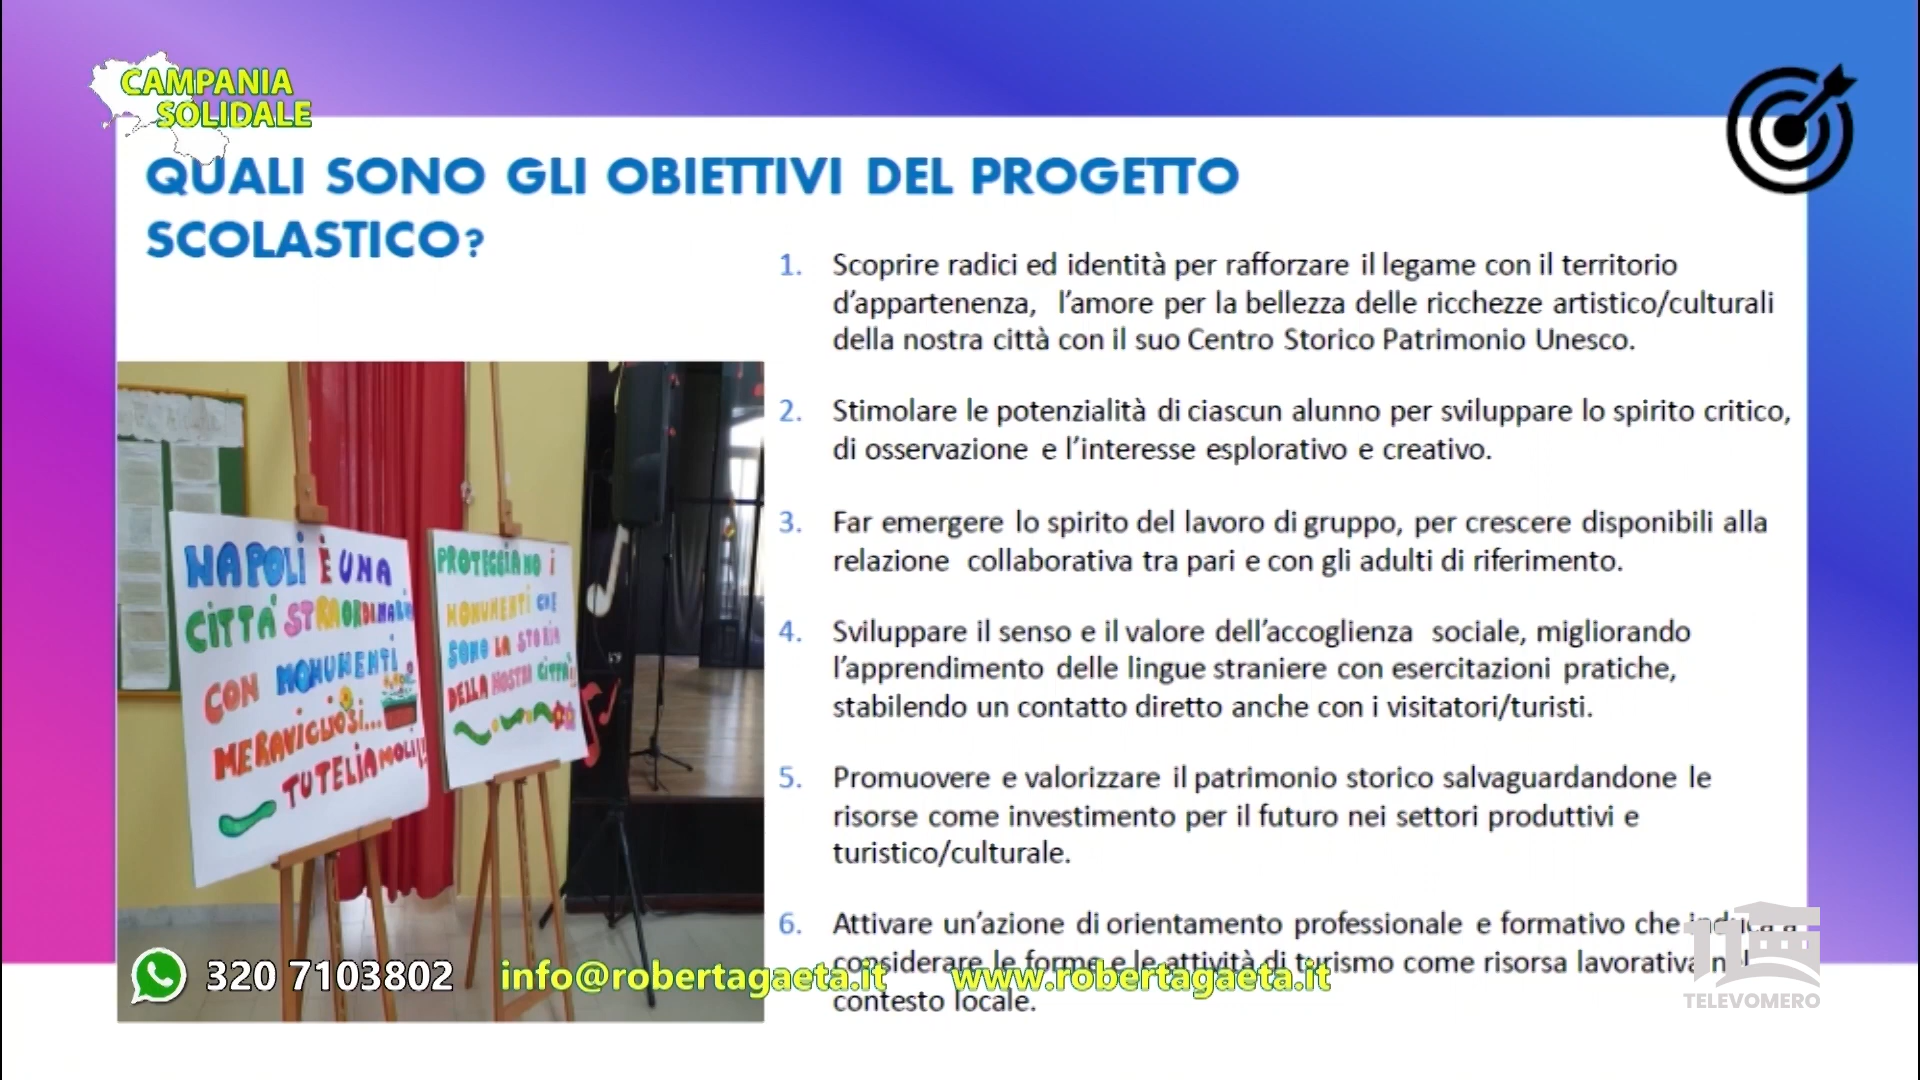 CAMPANIA
SOLIDALE
QUALI SONO GLI OBIETTIVI DEL PROGETTO
SCOLASTICO?
1. Scoprire radici ed identità per rafforzare il legame con il territorio
d’appartenenza, l’amore per la bellezza delle ricchezze artistico/culturali
della nostra città con il suo Centro Storico Patrimonio Unesco.
2. Stimolare le potenzialità di ciascun alunno per sviluppare lo spirito critico,
di osservazione e l’interesse esplorativo e creativo.
3. Far emergere lo spirito del lavoro di gruppo, per crescere disponibili alla
relazione collaborativa tra pari e con gli adulti di riferimento.
4. Sviluppare il senso e il valore dell’accoglienza sociale, migliorando
l’apprendimento delle lingue straniere con esercitazioni pratiche,
stabilendo un contatto diretto anche con i visitatori/turisti.
5. Promuovere e valorizzare il patrimonio storico salvaguardandone le
risorse come investimento per il futuro nei settori produttivi e
turistico/culturale.
6. Attivare un’azione di orientamento professionale e formativo che induca a
considerare le forme e le attività di turismo come risorsa lavorativa nel
contesto locale.
NAPOLI È UNA
CITTÀ STRAORDINARIA
CON MONUMENTI
MERAVIGLIOSI...
TUTELIAMOLI!!
PROTEGGIAMO i
MONUMENTI CHE
SONO LA STORIA
DELLA NOSTRA CITTÀ!!
320 7103802 info@robertagaeta.it www.robertagaeta.it
11
TELEVOMERO